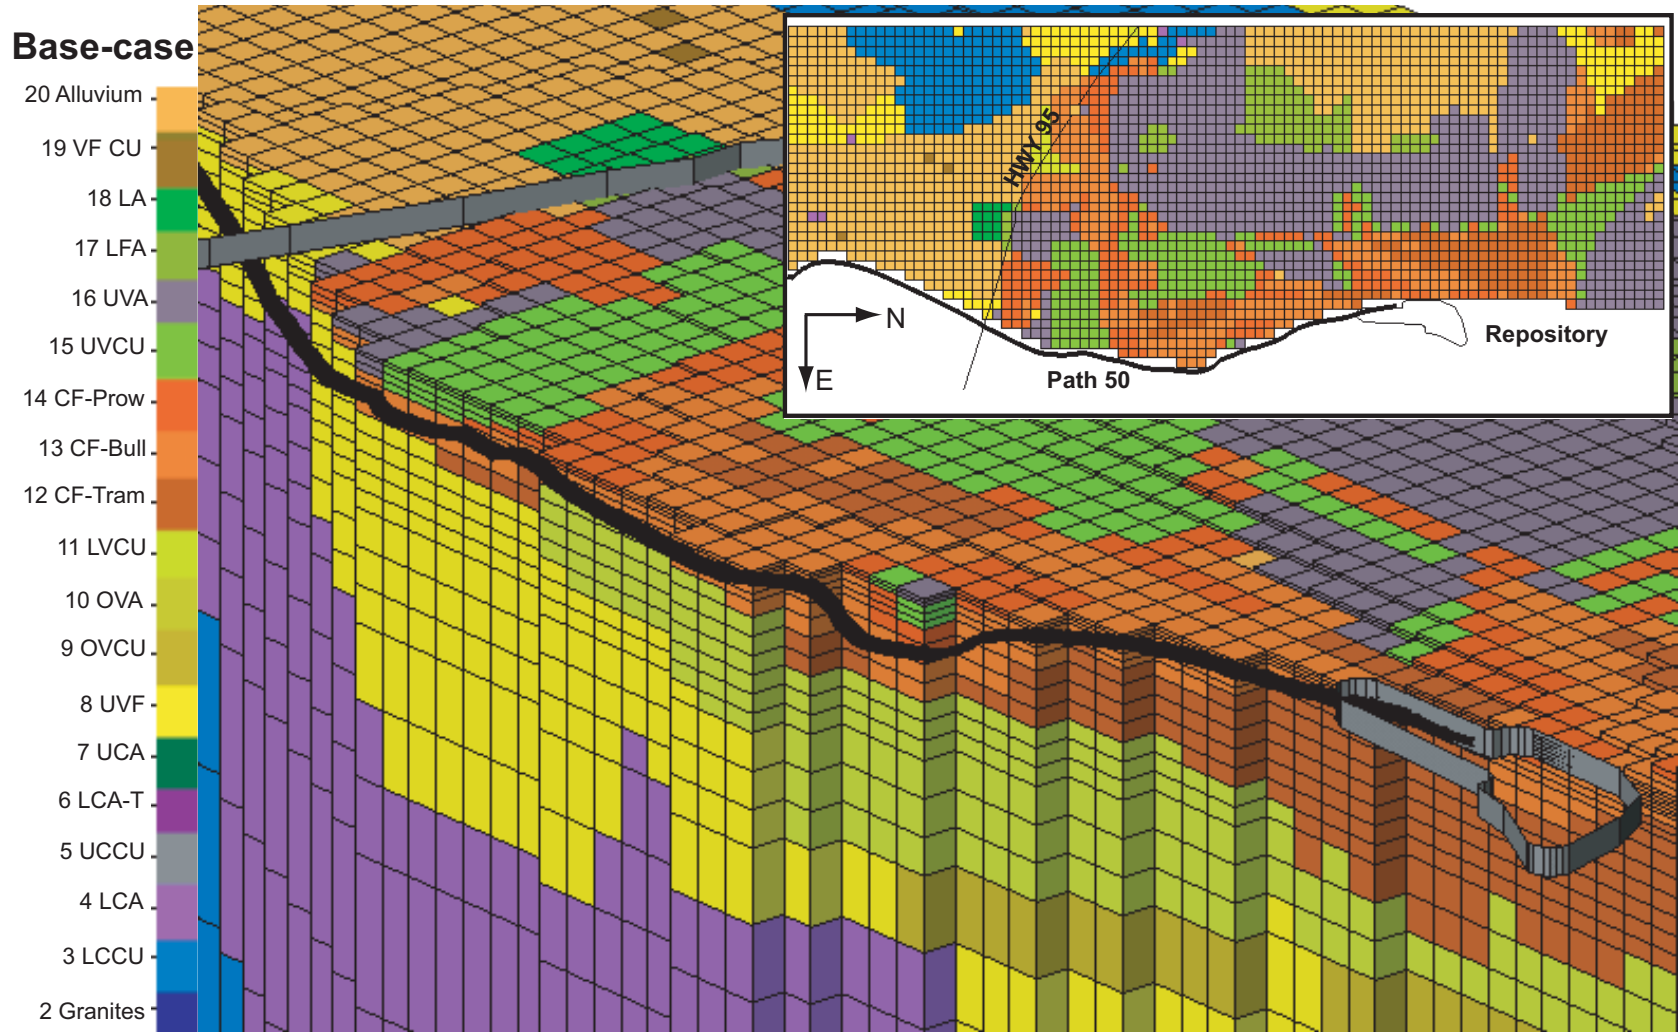 Base-case
20 Alluvium
19 VF CU
18 LA
17 LFA
16 UVA
15 UVCU
14 CF-Prow
13 CF-Bull
12 CF-Tram
11 LVCU
10 OVA
9 OVCU
8 UVF
7 UCA
6 LCA-T
5 UCCU
4 LCA
3 LCCU
2 Granites
HWY 95
N
E
Repository
Path 50